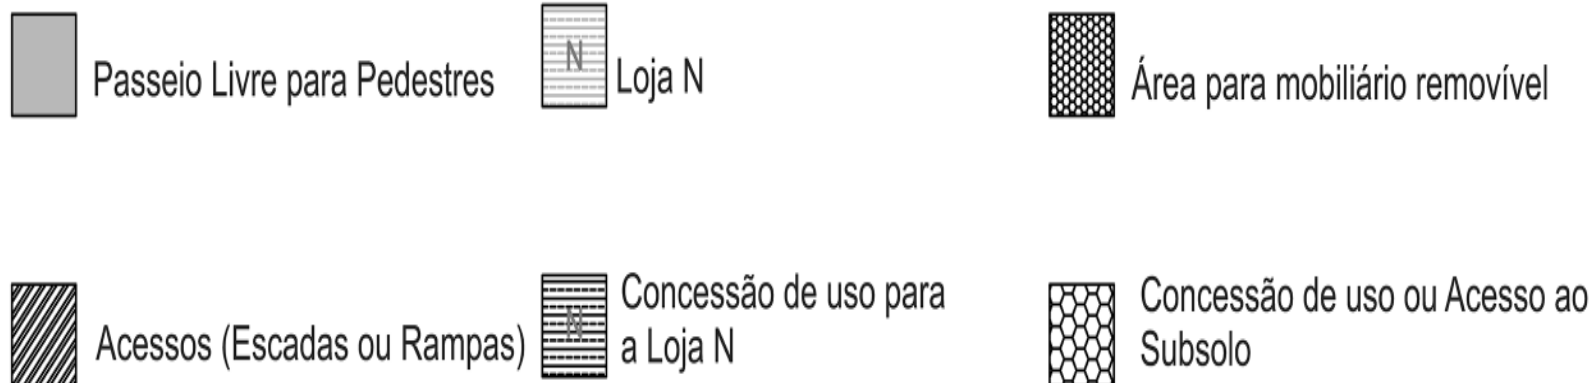 Passeio Livre para Pedestres
N
Loja N
Área para mobiliário removível
Acessos (Escadas ou Rampas)
N
Concessão de uso para
a Loja N
Concessão de uso ou Acesso ao
Subsolo